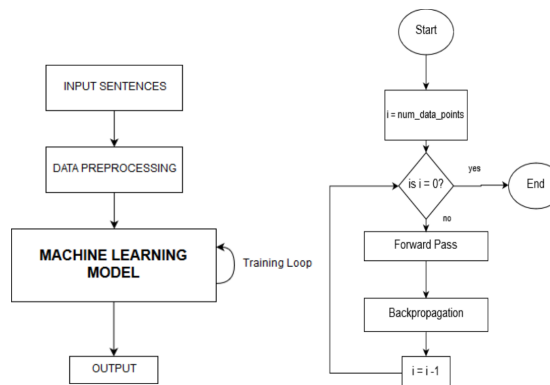 INPUT SENTENCES
DATA PREPROCESSING
MACHINE LEARNING
MODEL
Training Loop
OUTPUT
Start
i = num_data_points
is i = 0?
yes
End
no
Forward Pass
Backpropagation
i = i -1